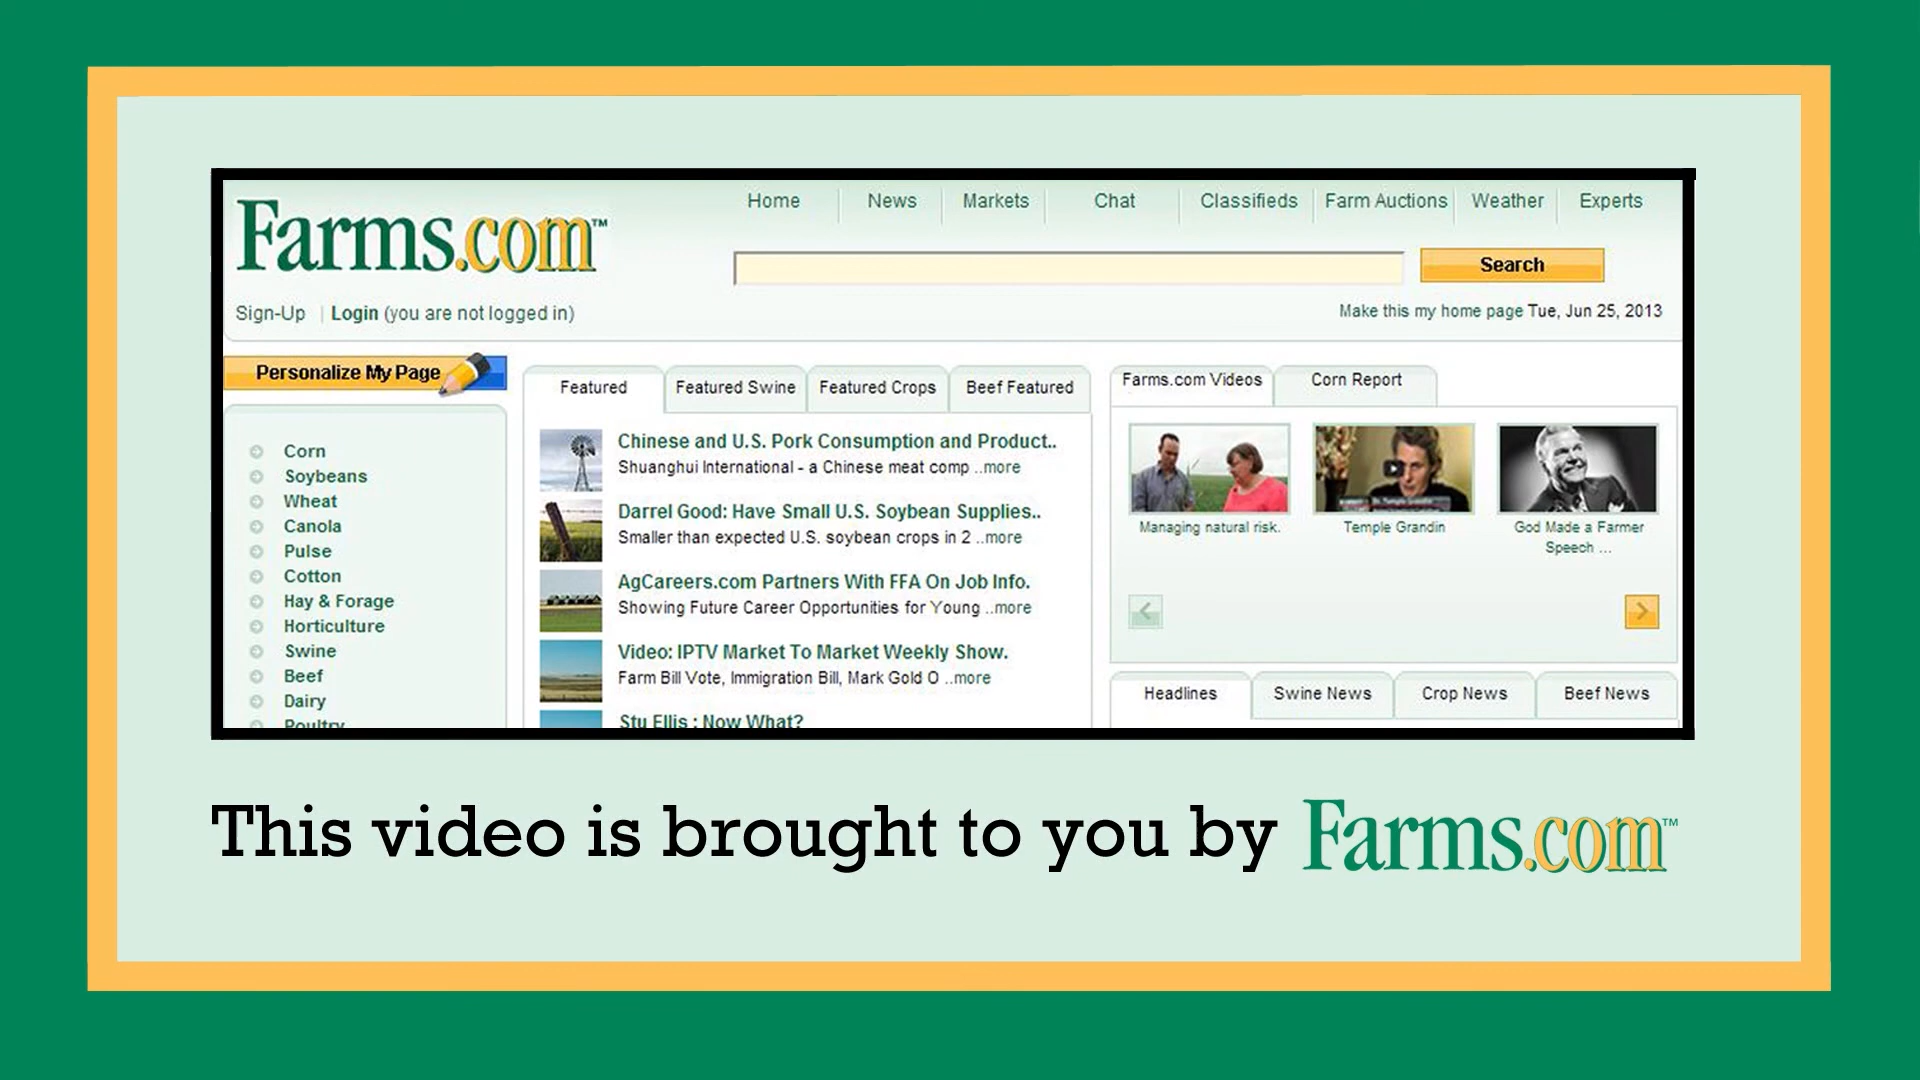 Farms.com™
Home News Markets Chat Classifieds Farm Auctions Weather Experts
Search
Sign-Up | Login (you are not logged in)
Make this my home page Tue, Jun 25, 2013
Personalize My Page
Corn
Soybeans
Wheat
Canola
Pulse
Cotton
Hay & Forage
Horticulture
Swine
Beef
Dairy
Poultry
Featured Featured Swine Featured Crops Beef Featured
Chinese and U.S. Pork Consumption and Product..
Shuanghui International - a Chinese meat comp ..more
Darrel Good: Have Small U.S. Soybean Supplies..
Smaller than expected U.S. soybean crops in 2 ..more
AgCareers.com Partners With FFA On Job Info.
Showing Future Career Opportunities for Young ..more
Video: IPTV Market To Market Weekly Show.
Farm Bill Vote, Immigration Bill, Mark Gold O ..more
Stu Ellis : Now What?
Farms.com Videos Corn Report
Managing natural risk.
Temple Grandin
God Made a Farmer
Speech ...
Headlines Swine News Crop News Beef News
This video is brought to you by Farms.com™